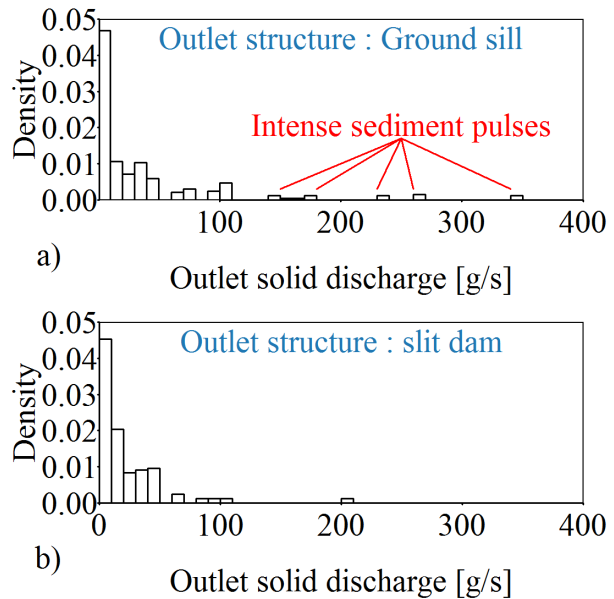 Outlet structure : Ground sill
Intense sediment pulses
Density
0.05
0.04
0.03
0.02
0.01
0.00
100
200
300
400
a)
Outlet solid discharge [g/s]
Outlet structure : slit dam
Density
0.05
0.04
0.03
0.02
0.01
0.00
0
100
200
300
400
b)
Outlet solid discharge [g/s]